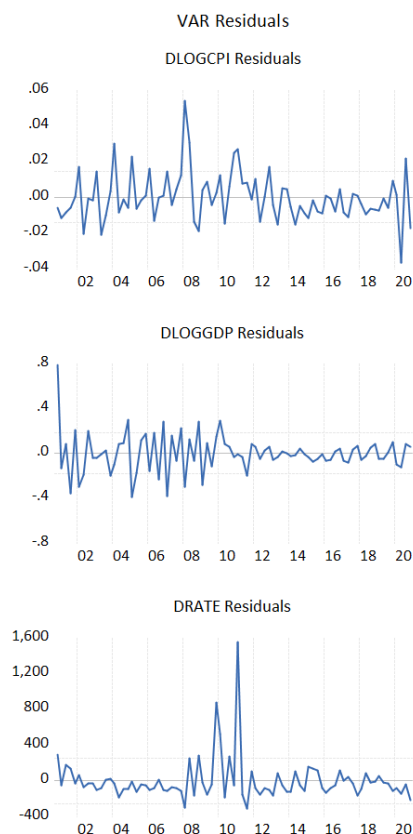 VAR Residuals
DLOGCPI Residuals
.06
.04
.02
.00
-.02
-.04
02 04 06 08 10 12 14 16 18 20
DLOGGDP Residuals
.8
.4
.0
-.4
-.8
02 04 06 08 10 12 14 16 18 20
DRATE Residuals
1,600
1,200
800
400
0
-400
02 04 06 08 10 12 14 16 18 20